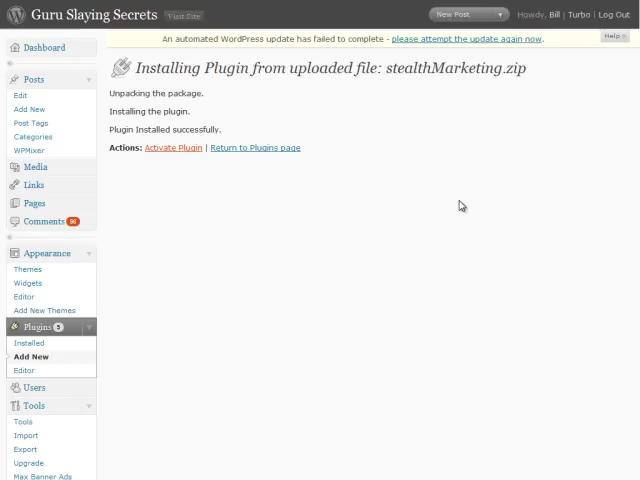 Guru Slaying Secrets Visit Site New Post Howdy, Bill | Turbo | Log Out
An automated WordPress update has failed to complete - please attempt the update again now. Help
Dashboard
Posts
Edit
Add New
Post Tags
Categories
WPMixer
Media
Links
Pages
Comments 96
Appearance
Themes
Widgets
Editor
Add New Themes
Plugins 5
Installed
Add New
Editor
Users
Tools
Tools
Import
Export
Upgrade
Max Banner Ads
Installing Plugin from uploaded file: stealthMarketing.zip
Unpacking the package.
Installing the plugin.
Plugin Installed successfully.
Actions: Activate Plugin | Return to Plugins page